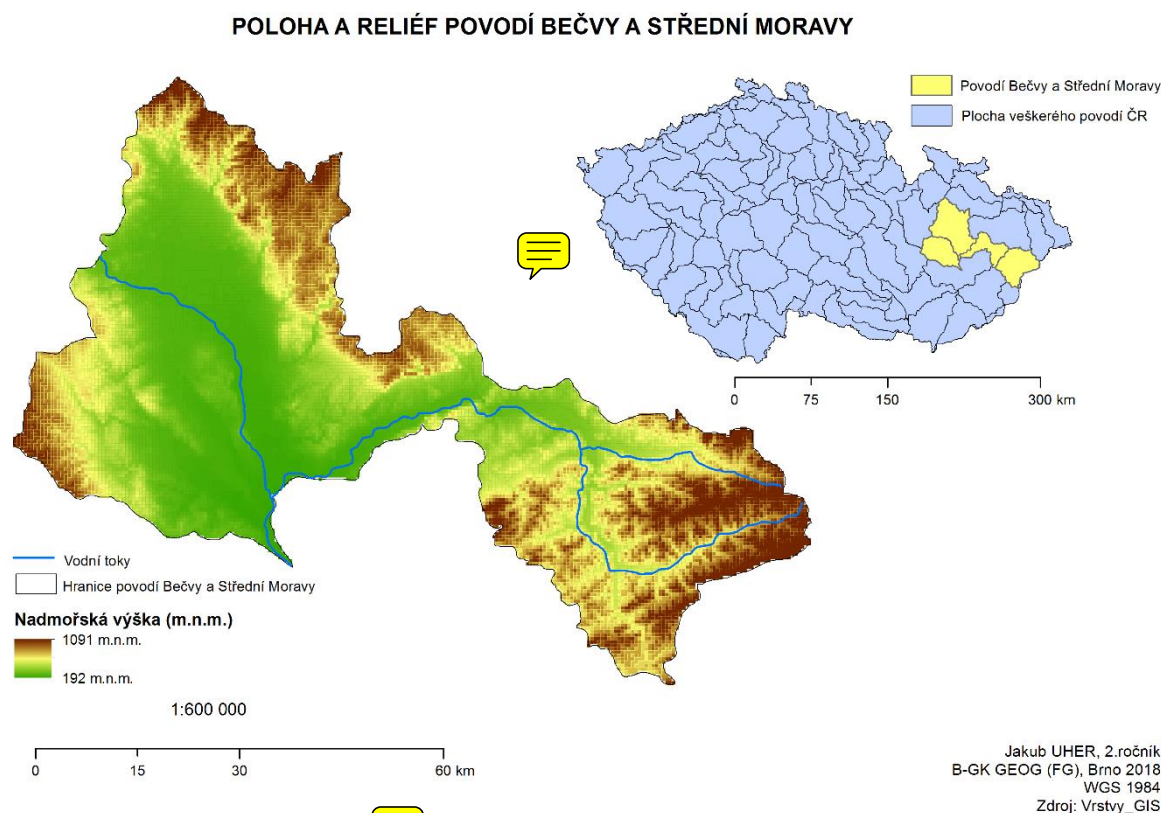 POLOHA A RELIÉF POVODÍ BEČVY A STŘEDNÍ MORAVY
Povodí Bečvy a Střední Moravy
Plocha veškerého povodí ČR
0 75 150 300 km
Vodní toky
Hranice povodí Bečvy a Střední Moravy
Nadmořská výška (m.n.m.)
1091 m.n.m.
192 m.n.m.
1:600 000
0 15 30 60 km
Jakub UHER, 2.ročník
B-GK GEOG (FG), Brno 2018
WGS 1984
Zdroj: Vrstvy_GIS